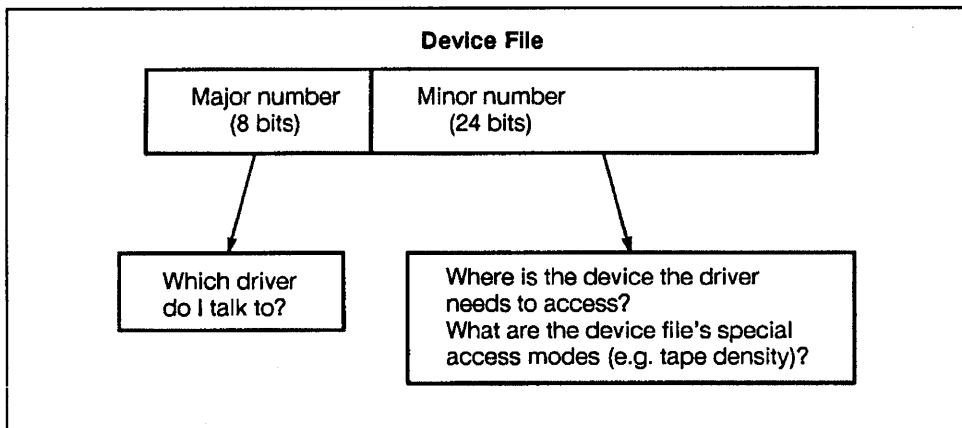 Device File
Major number
(8 bits)
Minor number
(24 bits)
Which driver
do I talk to?
Where is the device the driver
needs to access?
What are the device file's special
access modes (e.g. tape density)?